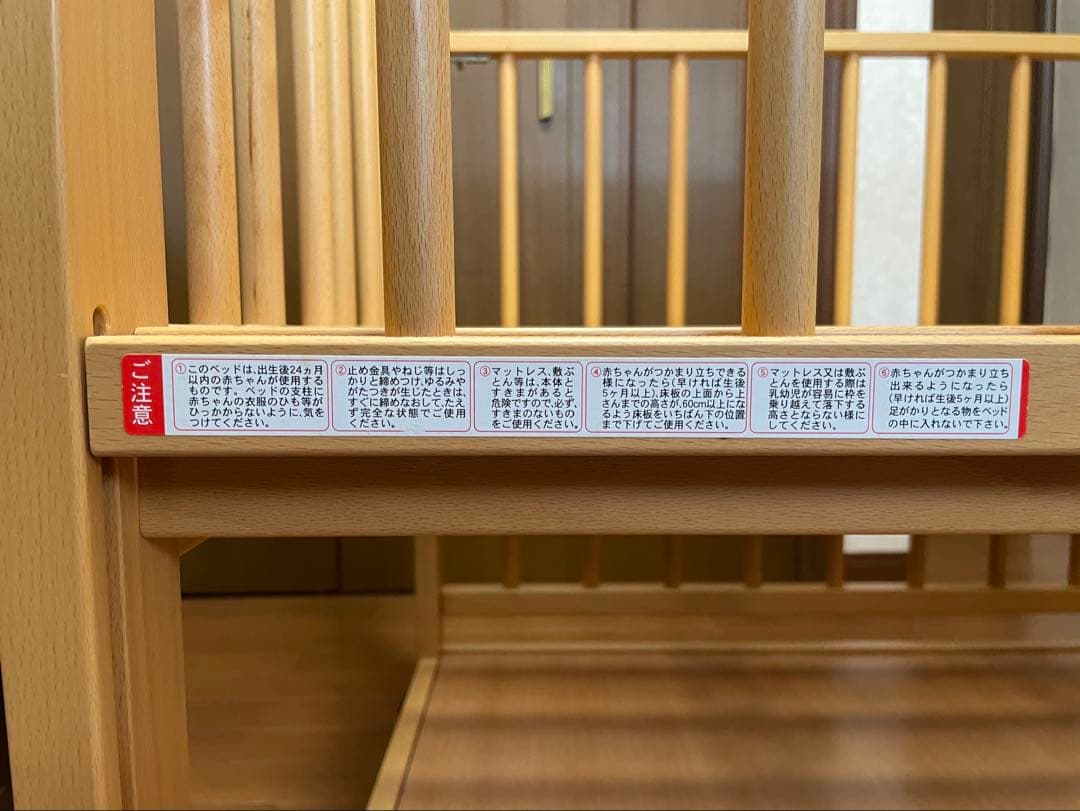 ご注意
①このベッドは、出生後24ヵ月
以内の赤ちゃんが使用する
ものです。ベッドの支柱に
赤ちゃんの衣服のひも等が
ひっかからないように、気を
つけてください。
②止め金具やねじ等はしっ
かりと締めつけ、ゆるみや
がたつきが生じたときは、
すぐに締めなおして、たえ
ず完全な状態でご使用
ください。
③マットレス、敷ぶ
とん等は、本体と
すきまがあると
危険ですので、必ず、
すきまのないもの
をご使用ください。
④赤ちゃんがつかまり立ちできる
様になったら(早ければ生後
5ヶ月以上)、床板の上面から上
さんまでの高さが、60cm以上にな
るよう床板をいちばん下の位置
まで下げてご使用ください。
⑤マットレス又は敷ぶ
とんを使用する際は
乳幼児が容易に枠を
乗り越えて落下する
高さとならない様に
してください。
⑥赤ちゃんがつかまり立ち
出来るようになったら
(早ければ生後5ヶ月以上)
足がかりとなる物をベッド
の中に入れないで下さい。